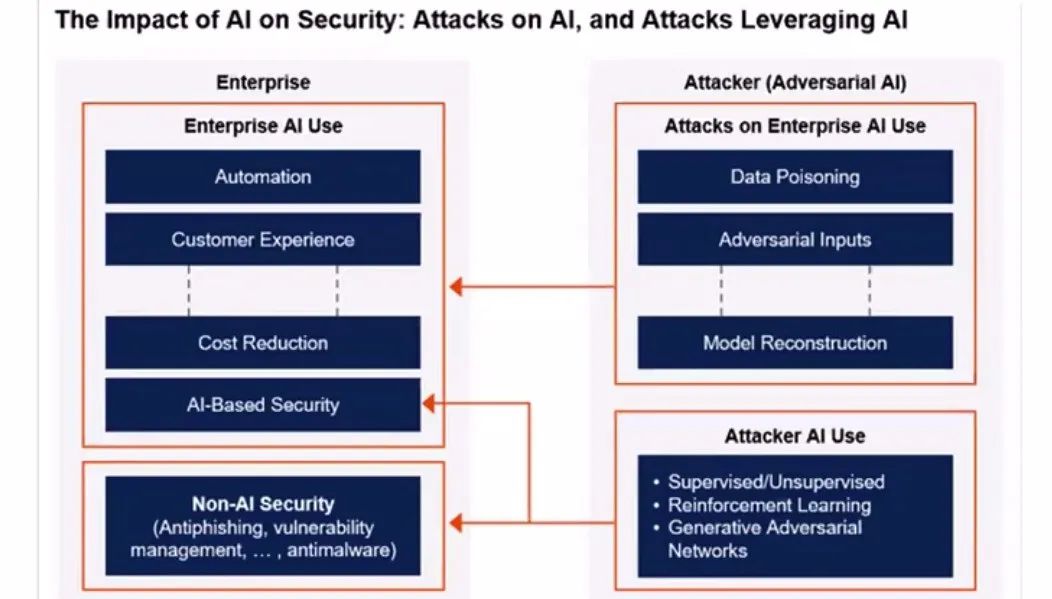 The Impact of AI on Security: Attacks on AI, and Attacks Leveraging AI
Enterprise
Enterprise AI Use
Automation
Customer Experience
Cost Reduction
AI-Based Security
Non-AI Security
(Antiphishing, vulnerability
management, … , antimalware)
Attacker (Adversarial AI)
Attacks on Enterprise AI Use
Data Poisoning
Adversarial Inputs
Model Reconstruction
Attacker AI Use
• Supervised/Unsupervised
• Reinforcement Learning
• Generative Adversarial
Networks